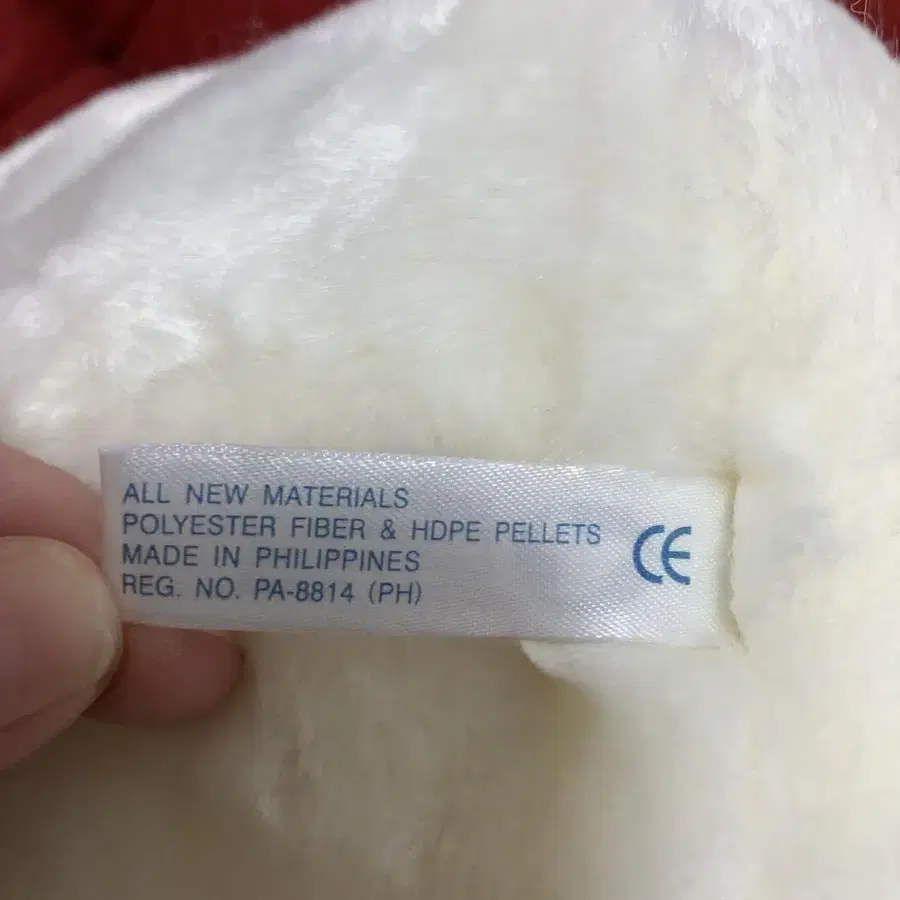 ALL NEW MATERIALS
POLYESTER FIBER & HDPE PELLETS
MADE IN PHILIPPINES
REG. NO. PA-8814 (PH)
CE